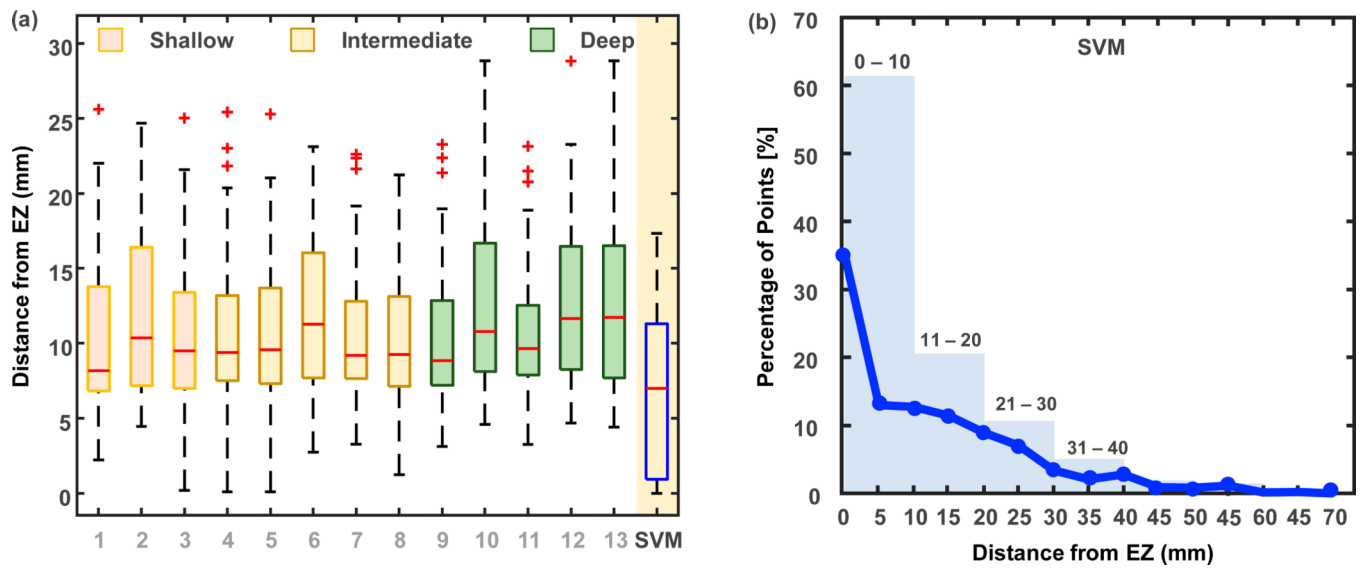 (a)
Shallow Intermediate Deep
30
25
20
15
10
5
0
Distance from EZ (mm)
1 2 3 4 5 6 7 8 9 10 11 12 13 SVM
(b)
SVM
70
60
50
40
30
20
10
0
Percentage of Points [%]
0 – 10
11 – 20
21 – 30
31 – 40
0 5 10 15 20 25 30 35 40 45 50 55 60 45 70
Distance from EZ (mm)